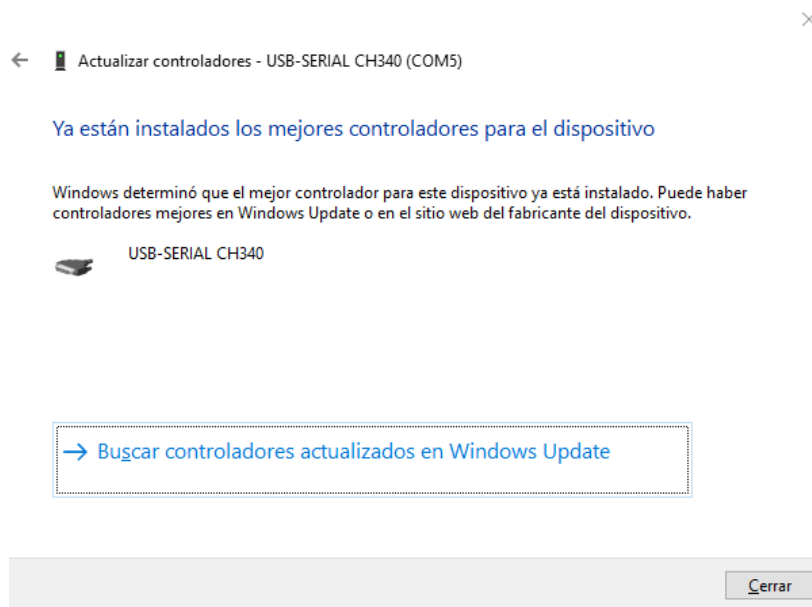 Actualizar controladores - USB-SERIAL CH340 (COM5)
Ya están instalados los mejores controladores para el dispositivo
Windows determinó que el mejor controlador para este dispositivo ya está instalado. Puede haber
controladores mejores en Windows Update o en el sitio web del fabricante del dispositivo.
USB-SERIAL CH340
Buscar controladores actualizados en Windows Update
Cerrar